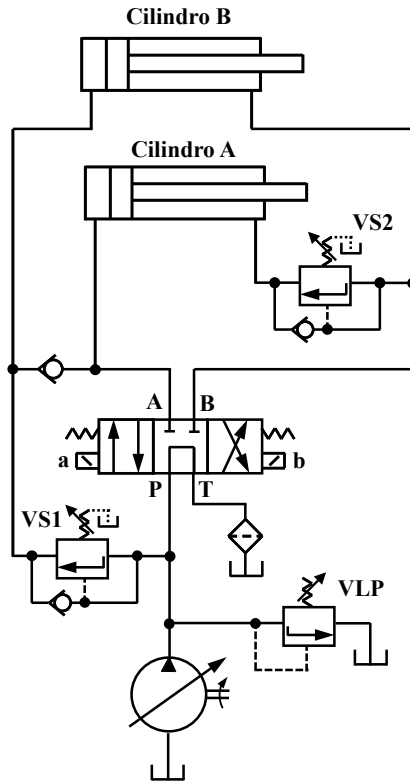 Cilindro B
Cilindro A
VS2
A B
a b
P T
VS1
VLP